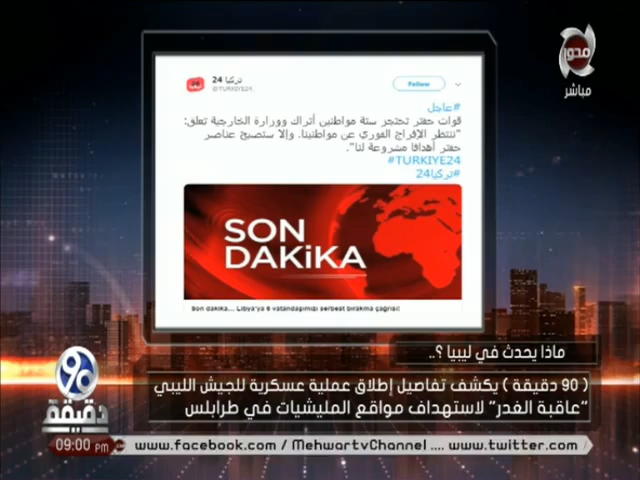 محور
مباشر
تركيا 24
@TURKIYE24
Follow
#عاجل
قوات حفتر تحتجز ستة مواطنين أتراك ووزارة الخارجية تعلق:
"ننتظر الإفراج الفوري عن مواطنينا. وإلا ستصبح عناصر
حفتر أهدافا مشروعة لنا".
#TURKIYE24
#تركيا24
SON
DAKiKA
Son dakika... Libya'ya 6 vatandaşımızı serbest bırakma çağrısı!
ماذا يحدث في ليبيا ؟..
( 90 دقيقة ) يكشف تفاصيل إطلاق عملية عسكرية للجيش الليبي
"عاقبة الغدر" لاستهداف مواقع المليشيات في طرابلس
90
دقيقة
09:00 PM
www.facebook.com / MehwartvChannel .... www.twitter.com